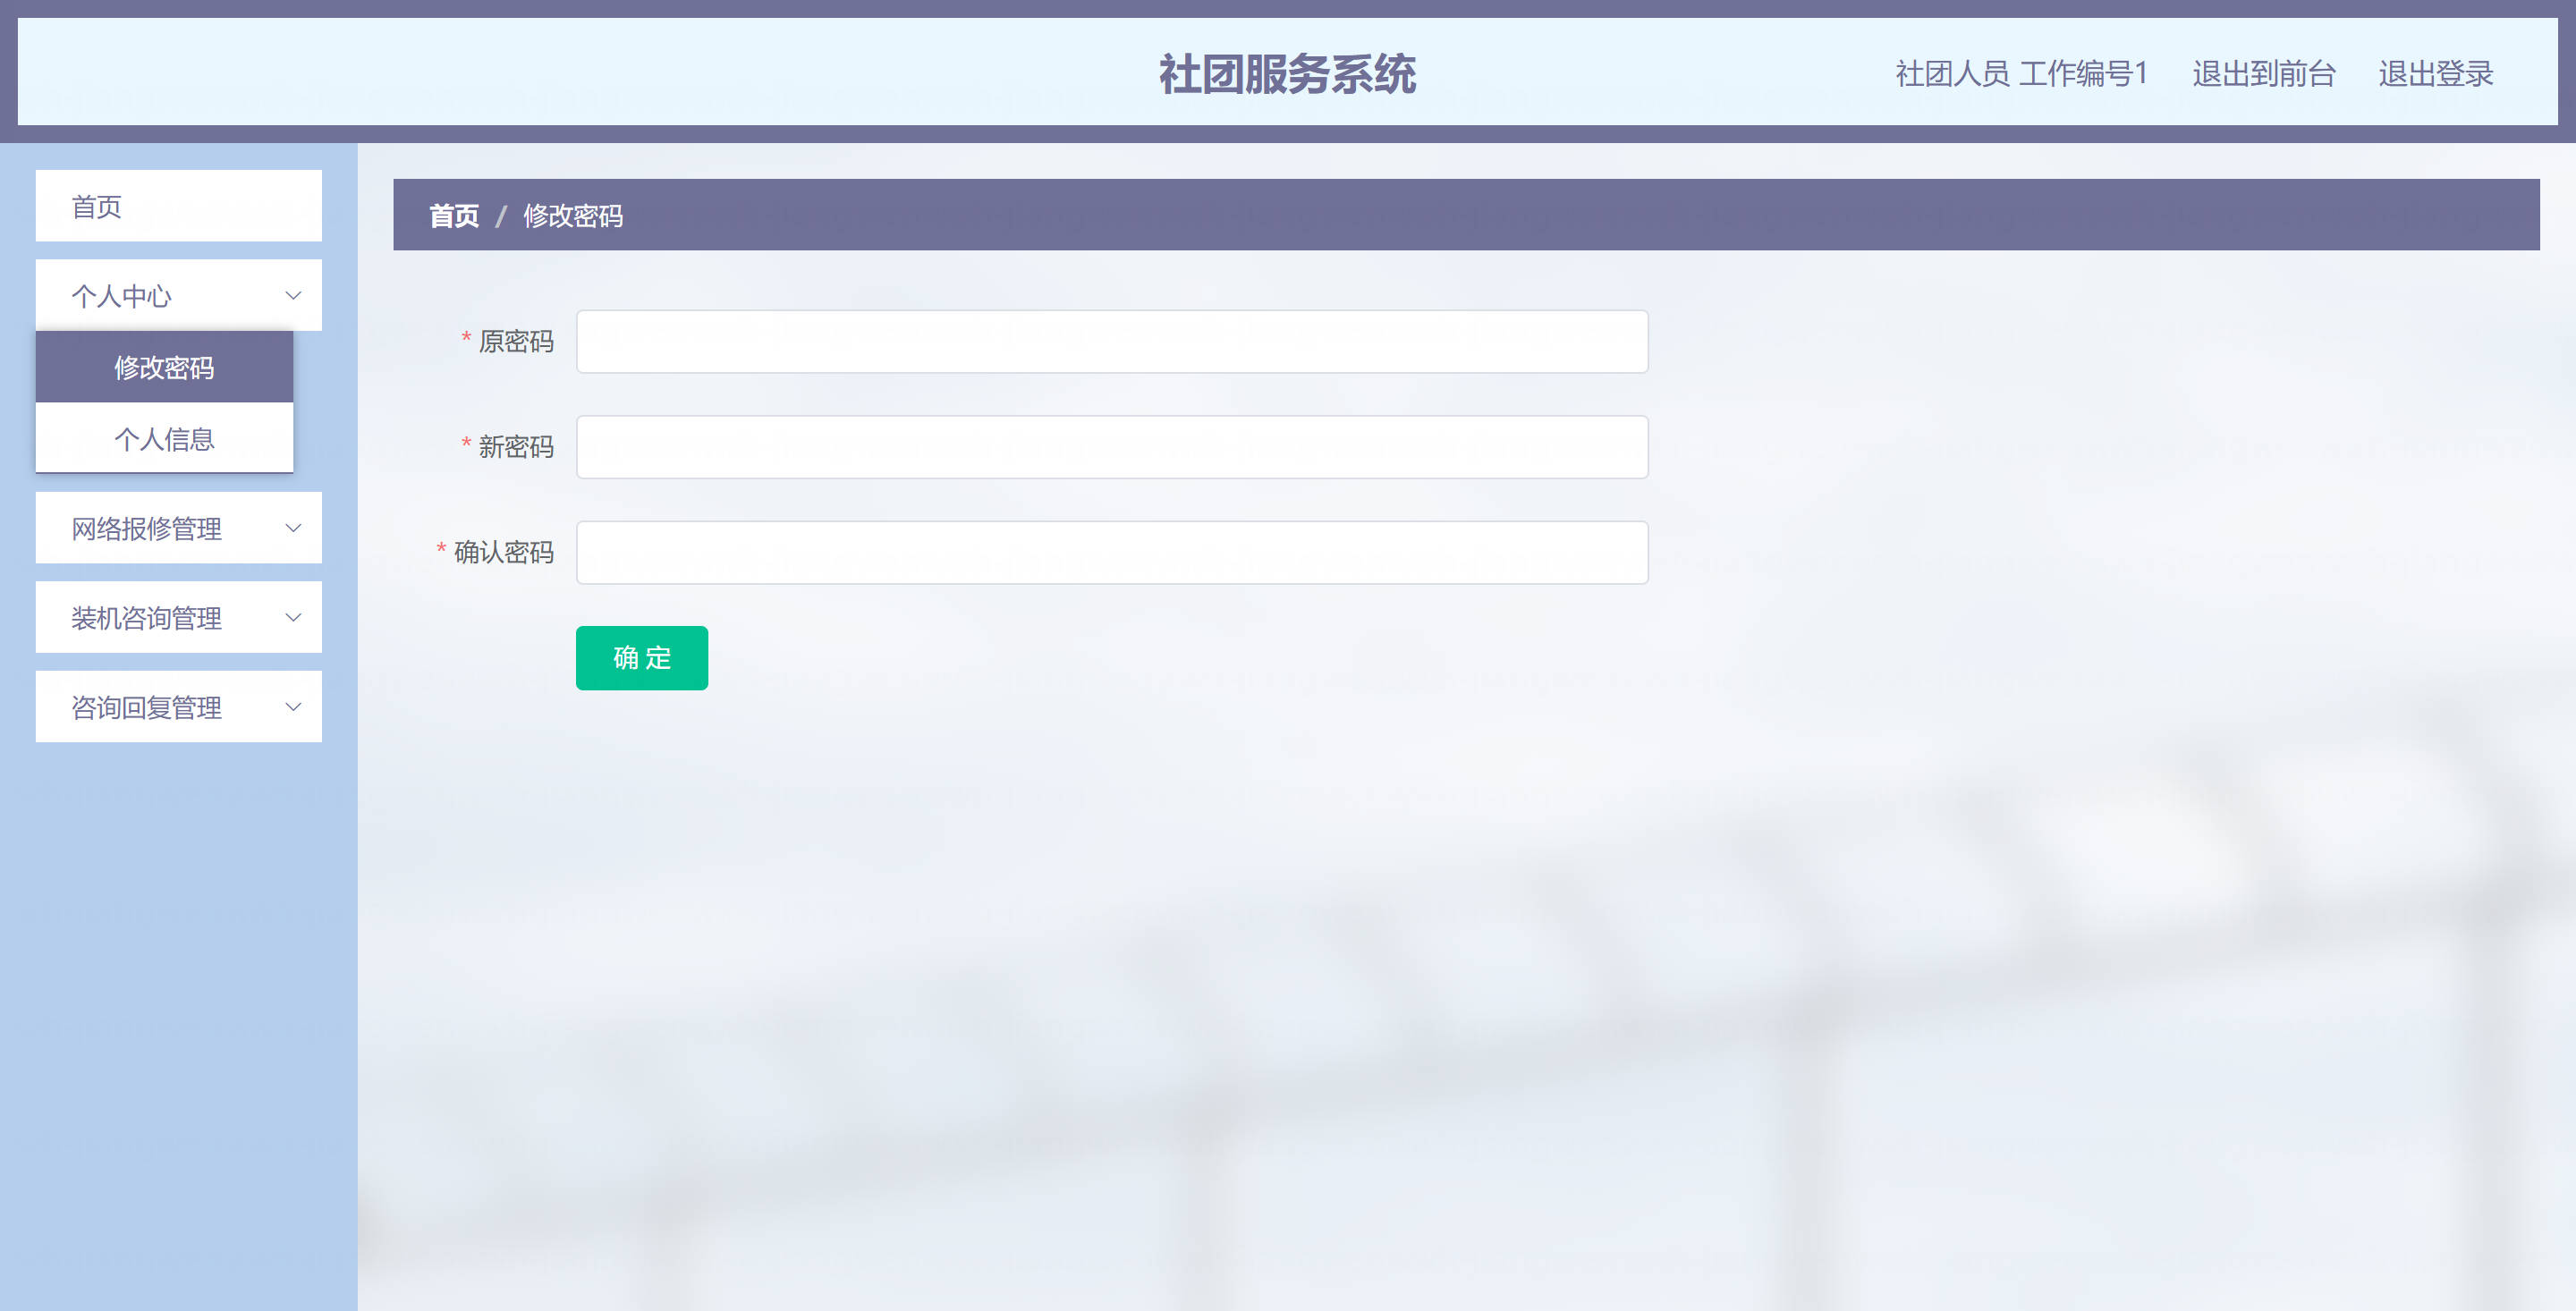 社团服务系统
社团人员 工作编号1 退出到前台 退出登录
首页
个人中心
修改密码
个人信息
网络报修管理
装机咨询管理
咨询回复管理
首页 / 修改密码
* 原密码
* 新密码
* 确认密码
确 定